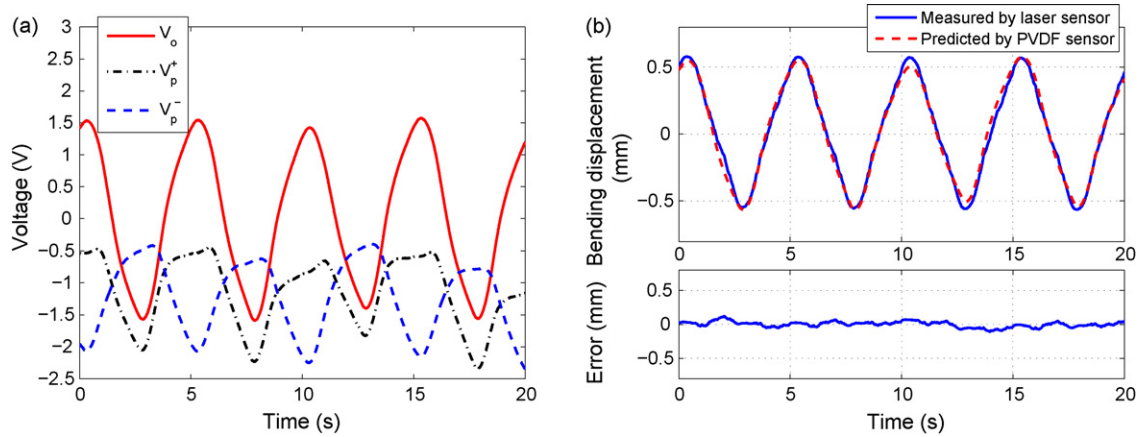 (a)
V_o
V_p^+
V_p^-
3
2.5
2
1.5
1
0.5
0
−0.5
−1
−1.5
−2
−2.5
Voltage (V)
0 5 10 15 20
Time (s)
(b)
Measured by laser sensor
Predicted by PVDF sensor
0.5
0
−0.5
Bending displacement
(mm)
0 5 10 15 20
0.5
0
−0.5
Error (mm)
0 5 10 15 20
Time (s)